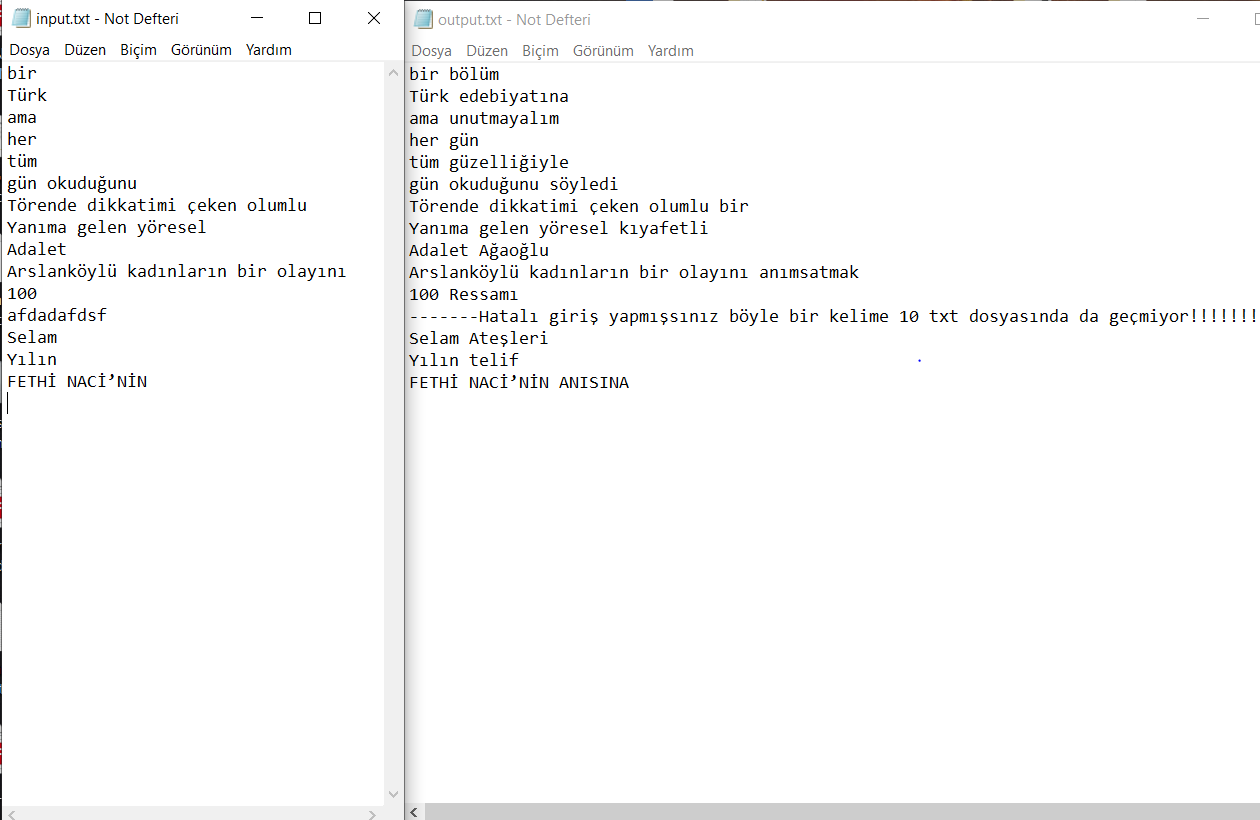 input.txt - Not Defteri
Dosya Düzen Biçim Görünüm Yardım
bir
Türk
ama
her
tüm
gün okuduğunu
Törende dikkatimi çeken olumlu
Yanıma gelen yöresel
Adalet
Arslanköylü kadınların bir olayını
100
afdadafdsf
Selam
Yılın
FETHİ NACİ’NİN
output.txt - Not Defteri
Dosya Düzen Biçim Görünüm Yardım
bir bölüm
Türk edebiyatına
ama unutmayalım
her gün
tüm güzelliğiyle
gün okuduğunu söyledi
Törende dikkatimi çeken olumlu bir
Yanıma gelen yöresel kıyafetli
Adalet Ağaoğlu
Arslanköylü kadınların bir olayını anımsatmak
100 Ressamı
-------Hatalı giriş yapmışsınız böyle bir kelime 10 txt dosyasında da geçmiyor!!!!!!!
Selam Ateşleri
Yılın telif
FETHİ NACİ’NİN ANISINA